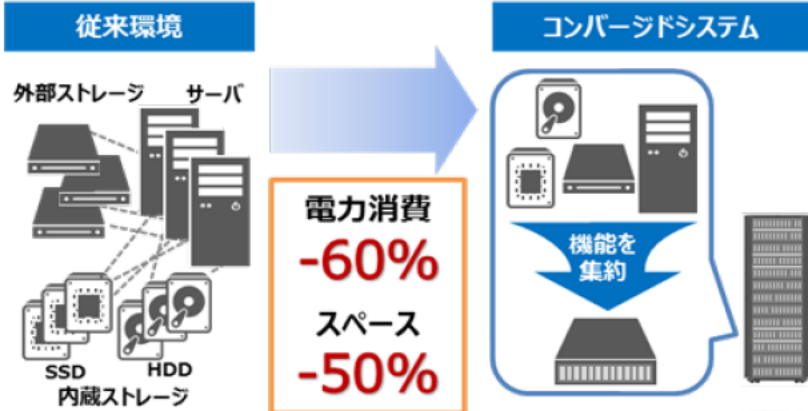 従来環境
コンバージドシステム
外部ストレージ
サーバ
電力消費
-60%
スペース
-50%
SSD
HDD
内蔵ストレージ
機能を
集約